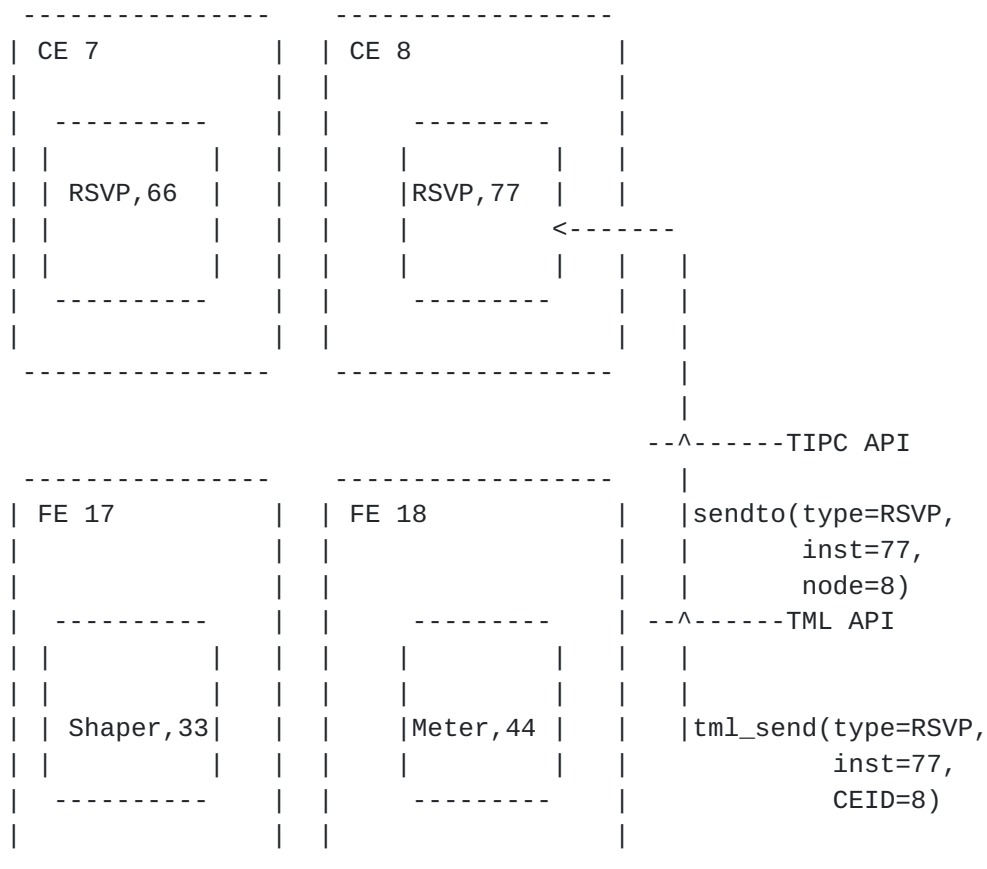 CE 7 CE 8
RSVP,66 RSVP,77
<-------
--^------TIPC API
FE 17 FE 18 sendto(type=RSVP,
inst=77,
node=8)
--^------TML API
Shaper,33 Meter,44 tml_send(type=RSVP,
inst=77,
CEID=8)